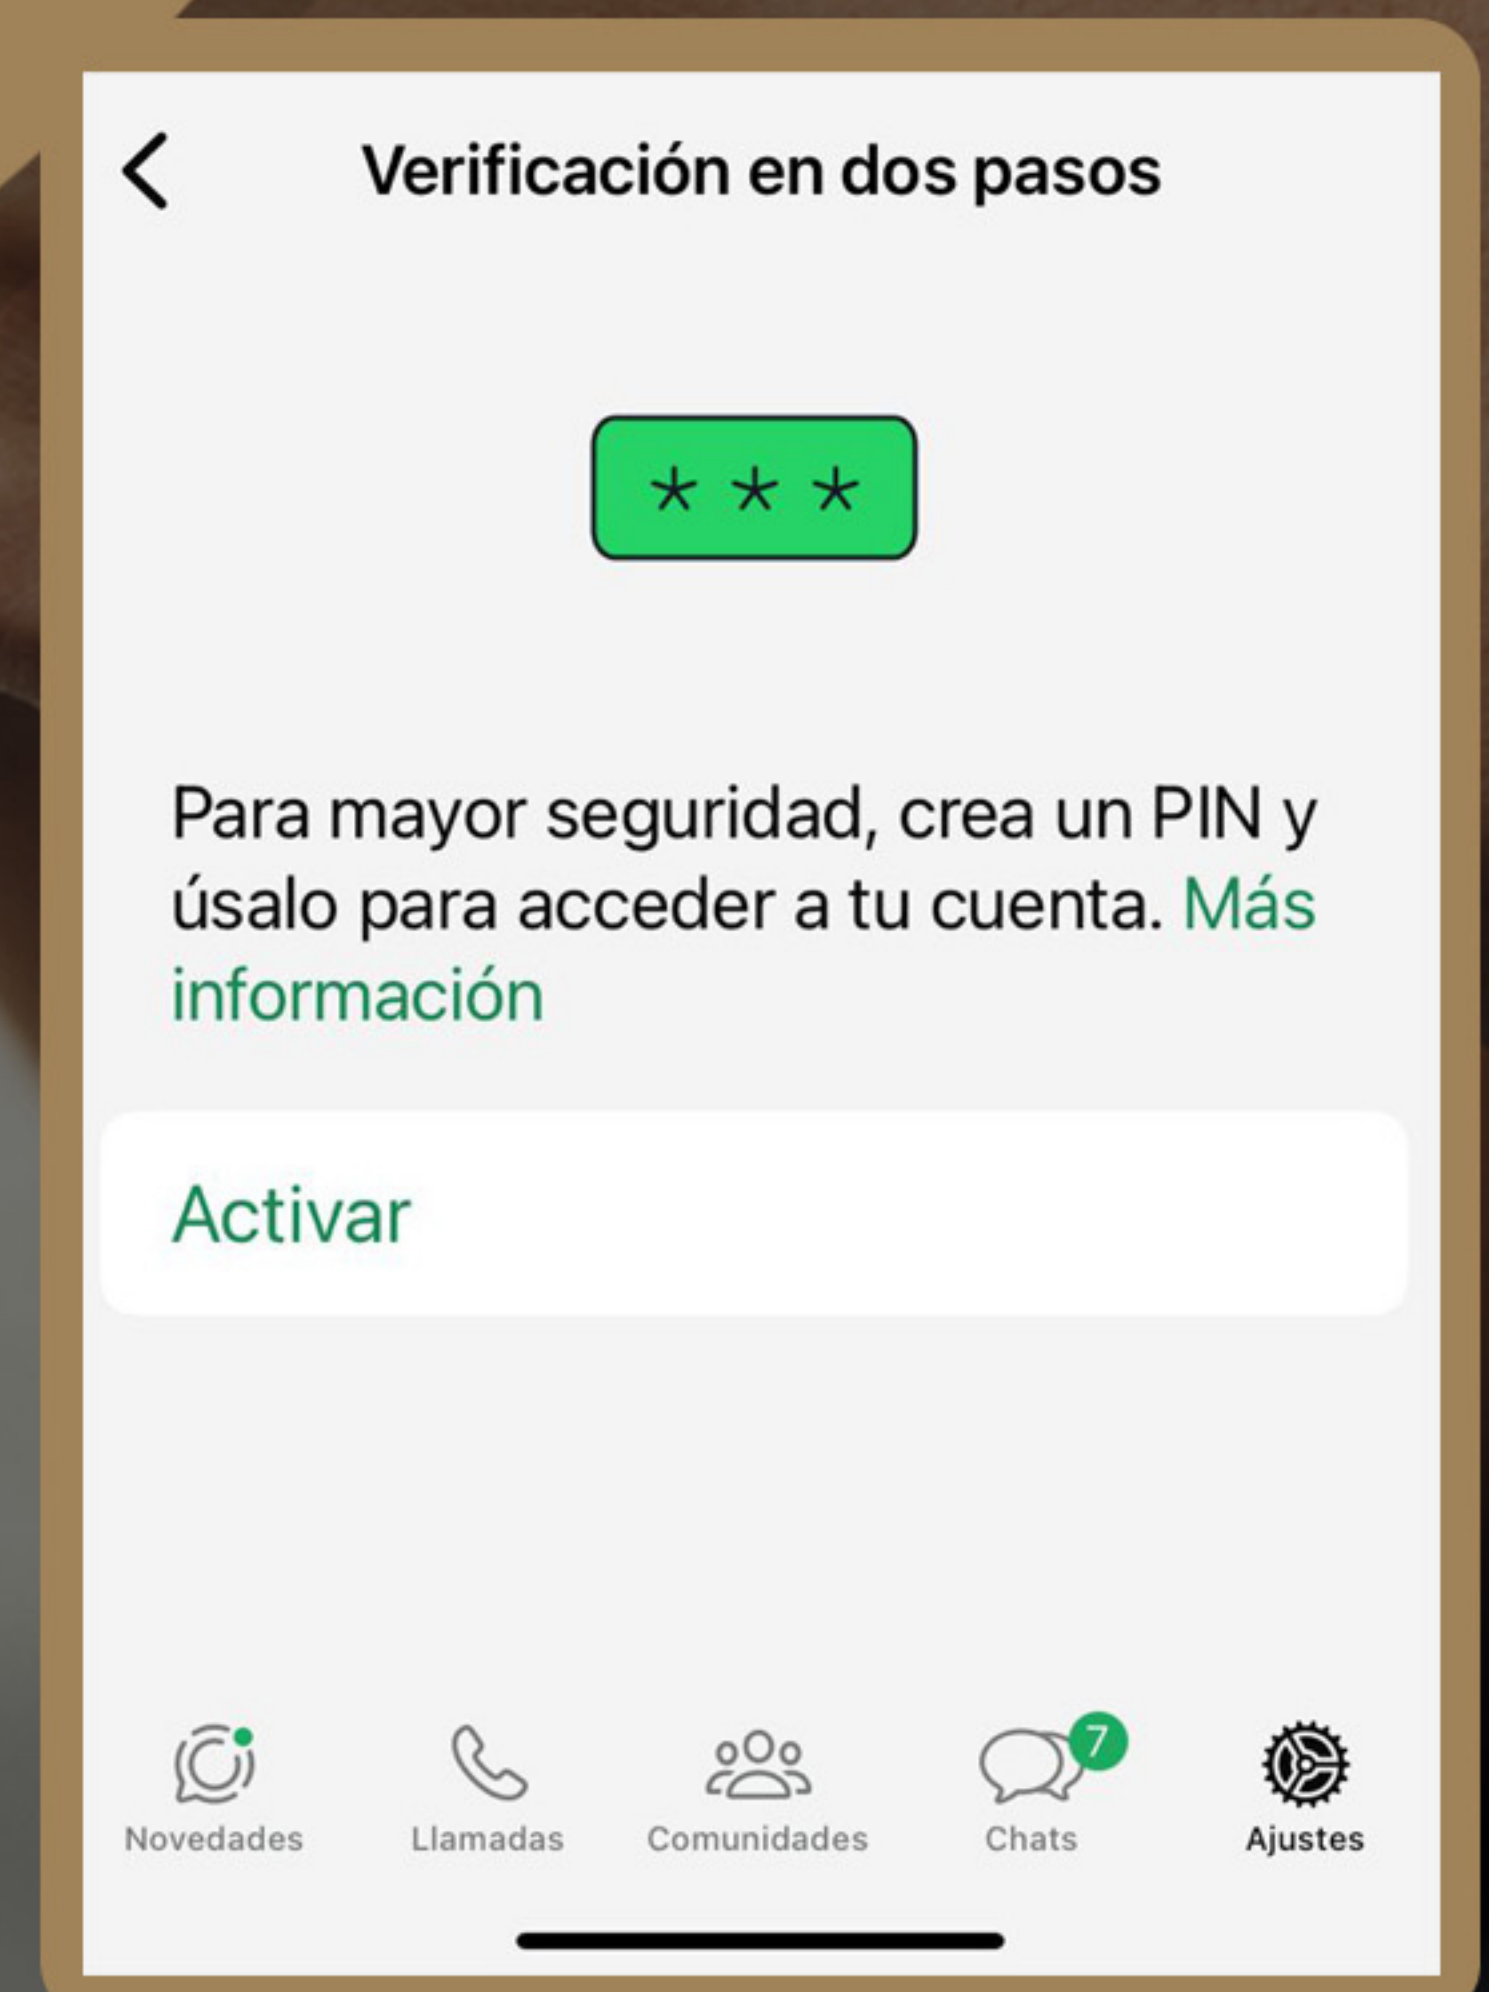 Verificación en dos pasos
* * *
Para mayor seguridad, crea un PIN y
úsalo para acceder a tu cuenta. Más
información
Activar
7
Novedades Llamadas Comunidades Chats Ajustes